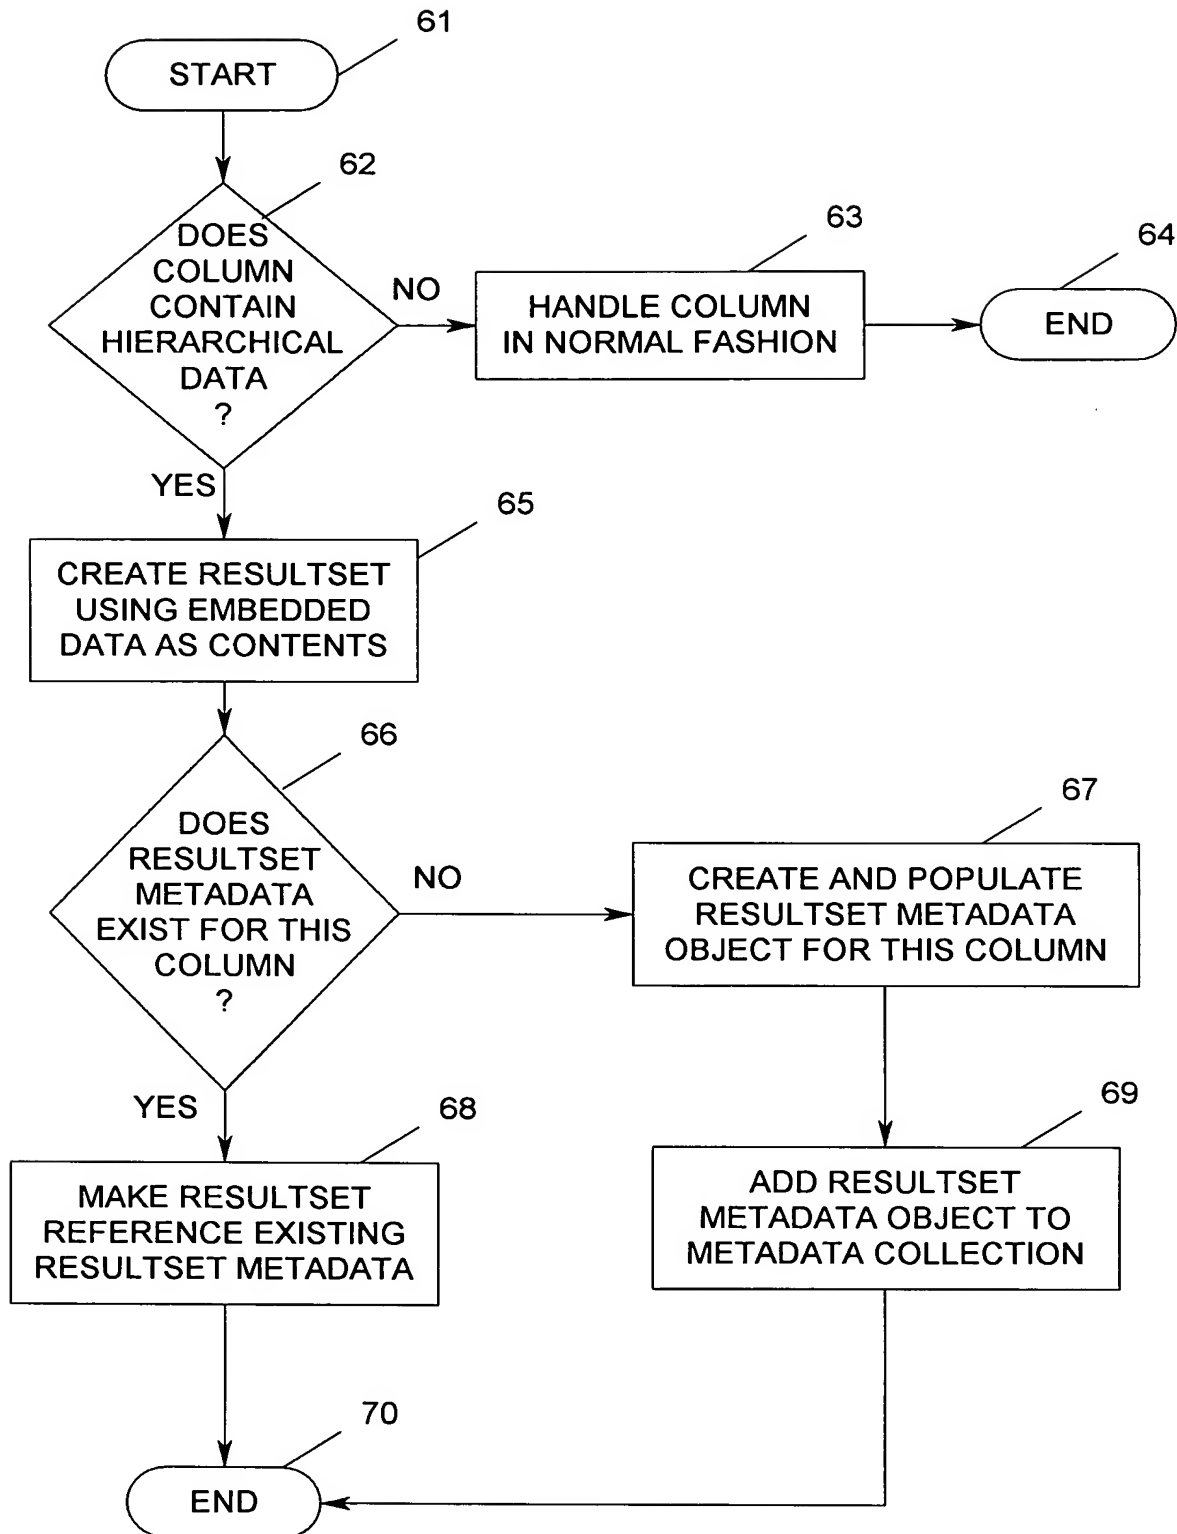 61
START
62
DOES
COLUMN
CONTAIN
HIERARCHICAL
DATA
?
NO
63
HANDLE COLUMN
IN NORMAL FASHION
64
END
YES
65
CREATE RESULTSET
USING EMBEDDED
DATA AS CONTENTS
66
DOES
RESULTSET
METADATA
EXIST FOR THIS
COLUMN
?
NO
67
CREATE AND POPULATE
RESULTSET METADATA
OBJECT FOR THIS COLUMN
YES
68
MAKE RESULTSET
REFERENCE EXISTING
RESULTSET METADATA
69
ADD RESULTSET
METADATA OBJECT TO
METADATA COLLECTION
70
END